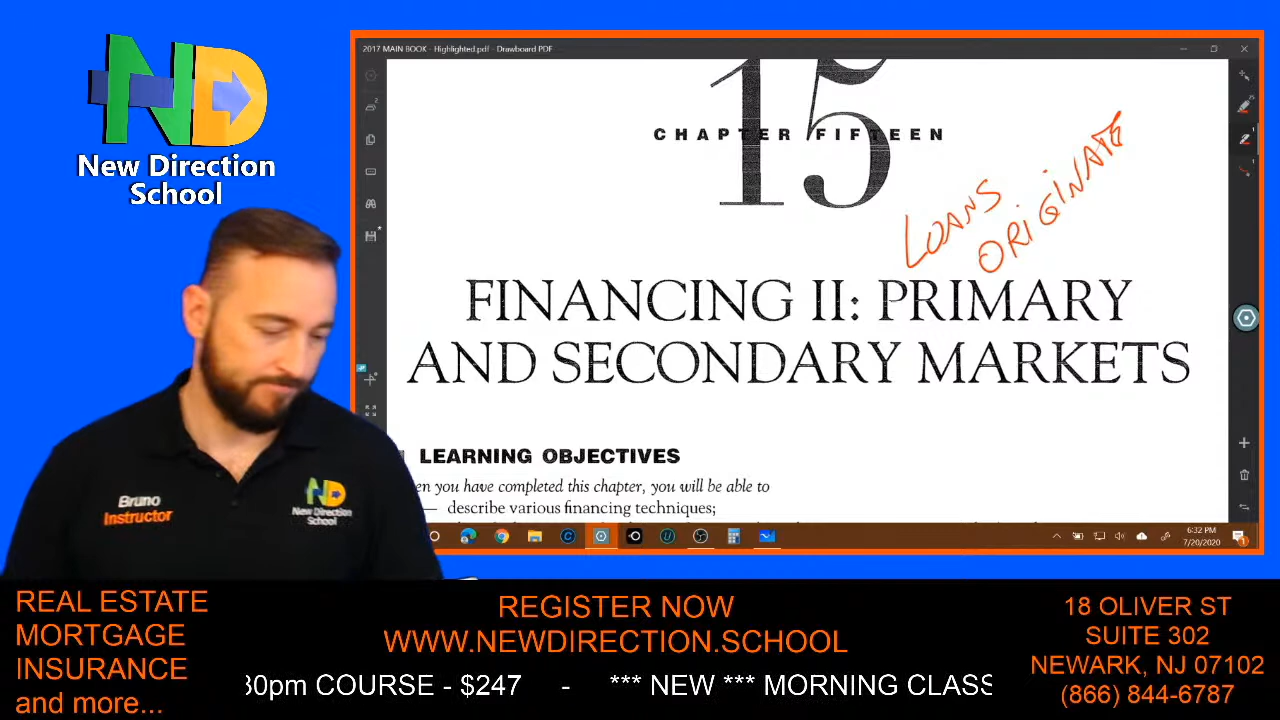 ND
New Direction
School
Bruno
Instructor
ND
New Direction
School
2017 MAIN BOOK - Highlighted.pdf - Drawboard PDF
15
CHAPTER FIFTEEN
LOANS
ORIGINATE
FINANCING II: PRIMARY
AND SECONDARY MARKETS
LEARNING OBJECTIVES
en you have completed this chapter, you will be able to
— describe various financing techniques;
6:32 PM
7/20/2020
REAL ESTATE
MORTGAGE
INSURANCE
and more...
REGISTER NOW
WWW.NEWDIRECTION.SCHOOL
30pm COURSE - $247 - *** NEW *** MORNING CLASS
18 OLIVER ST
SUITE 302
NEWARK, NJ 07102
(866) 844-6787